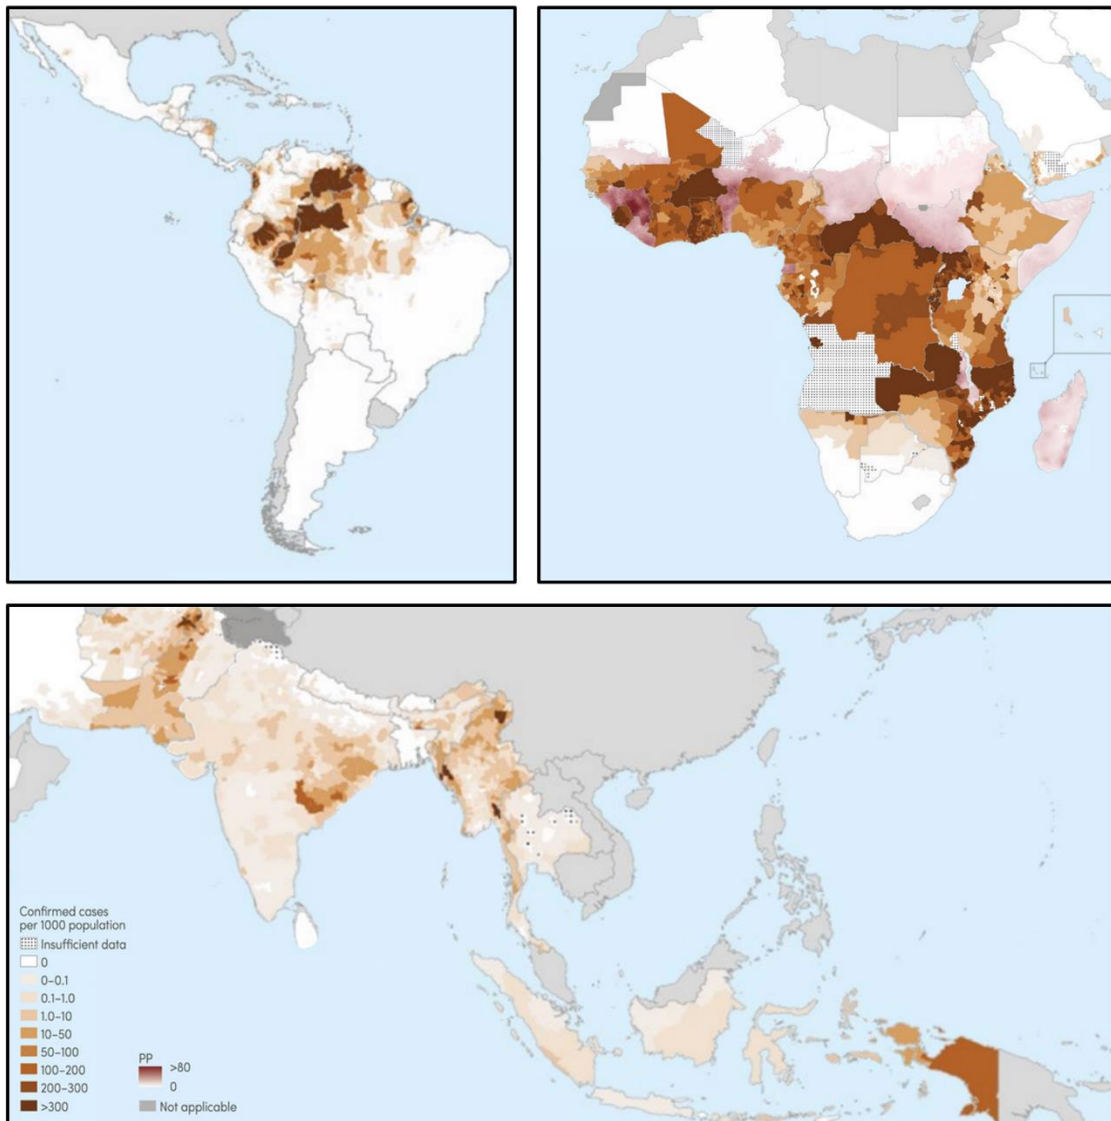 Confirmed cases
per 1000 population
Insufficient data
0
0–0.1
0.1–1.0
1.0–10
10–50
50–100
100–200
200–300
>300
PP
>80
0
Not applicable